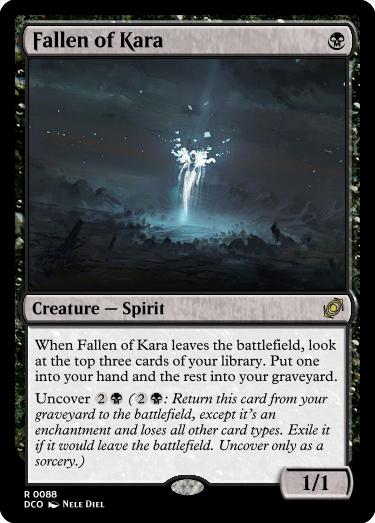 Fallen of Kara
Creature — Spirit
When Fallen of Kara leaves the battlefield, look
at the top three cards of your library. Put one
into your hand and the rest into your graveyard.
Uncover 2 (2 : Return this card from your
graveyard to the battlefield, except it's an
enchantment and loses all other card types. Exile it
if it would leave the battlefield. Uncover only as a
sorcery.)
1/1
R 0088
DCO NELE DIEL